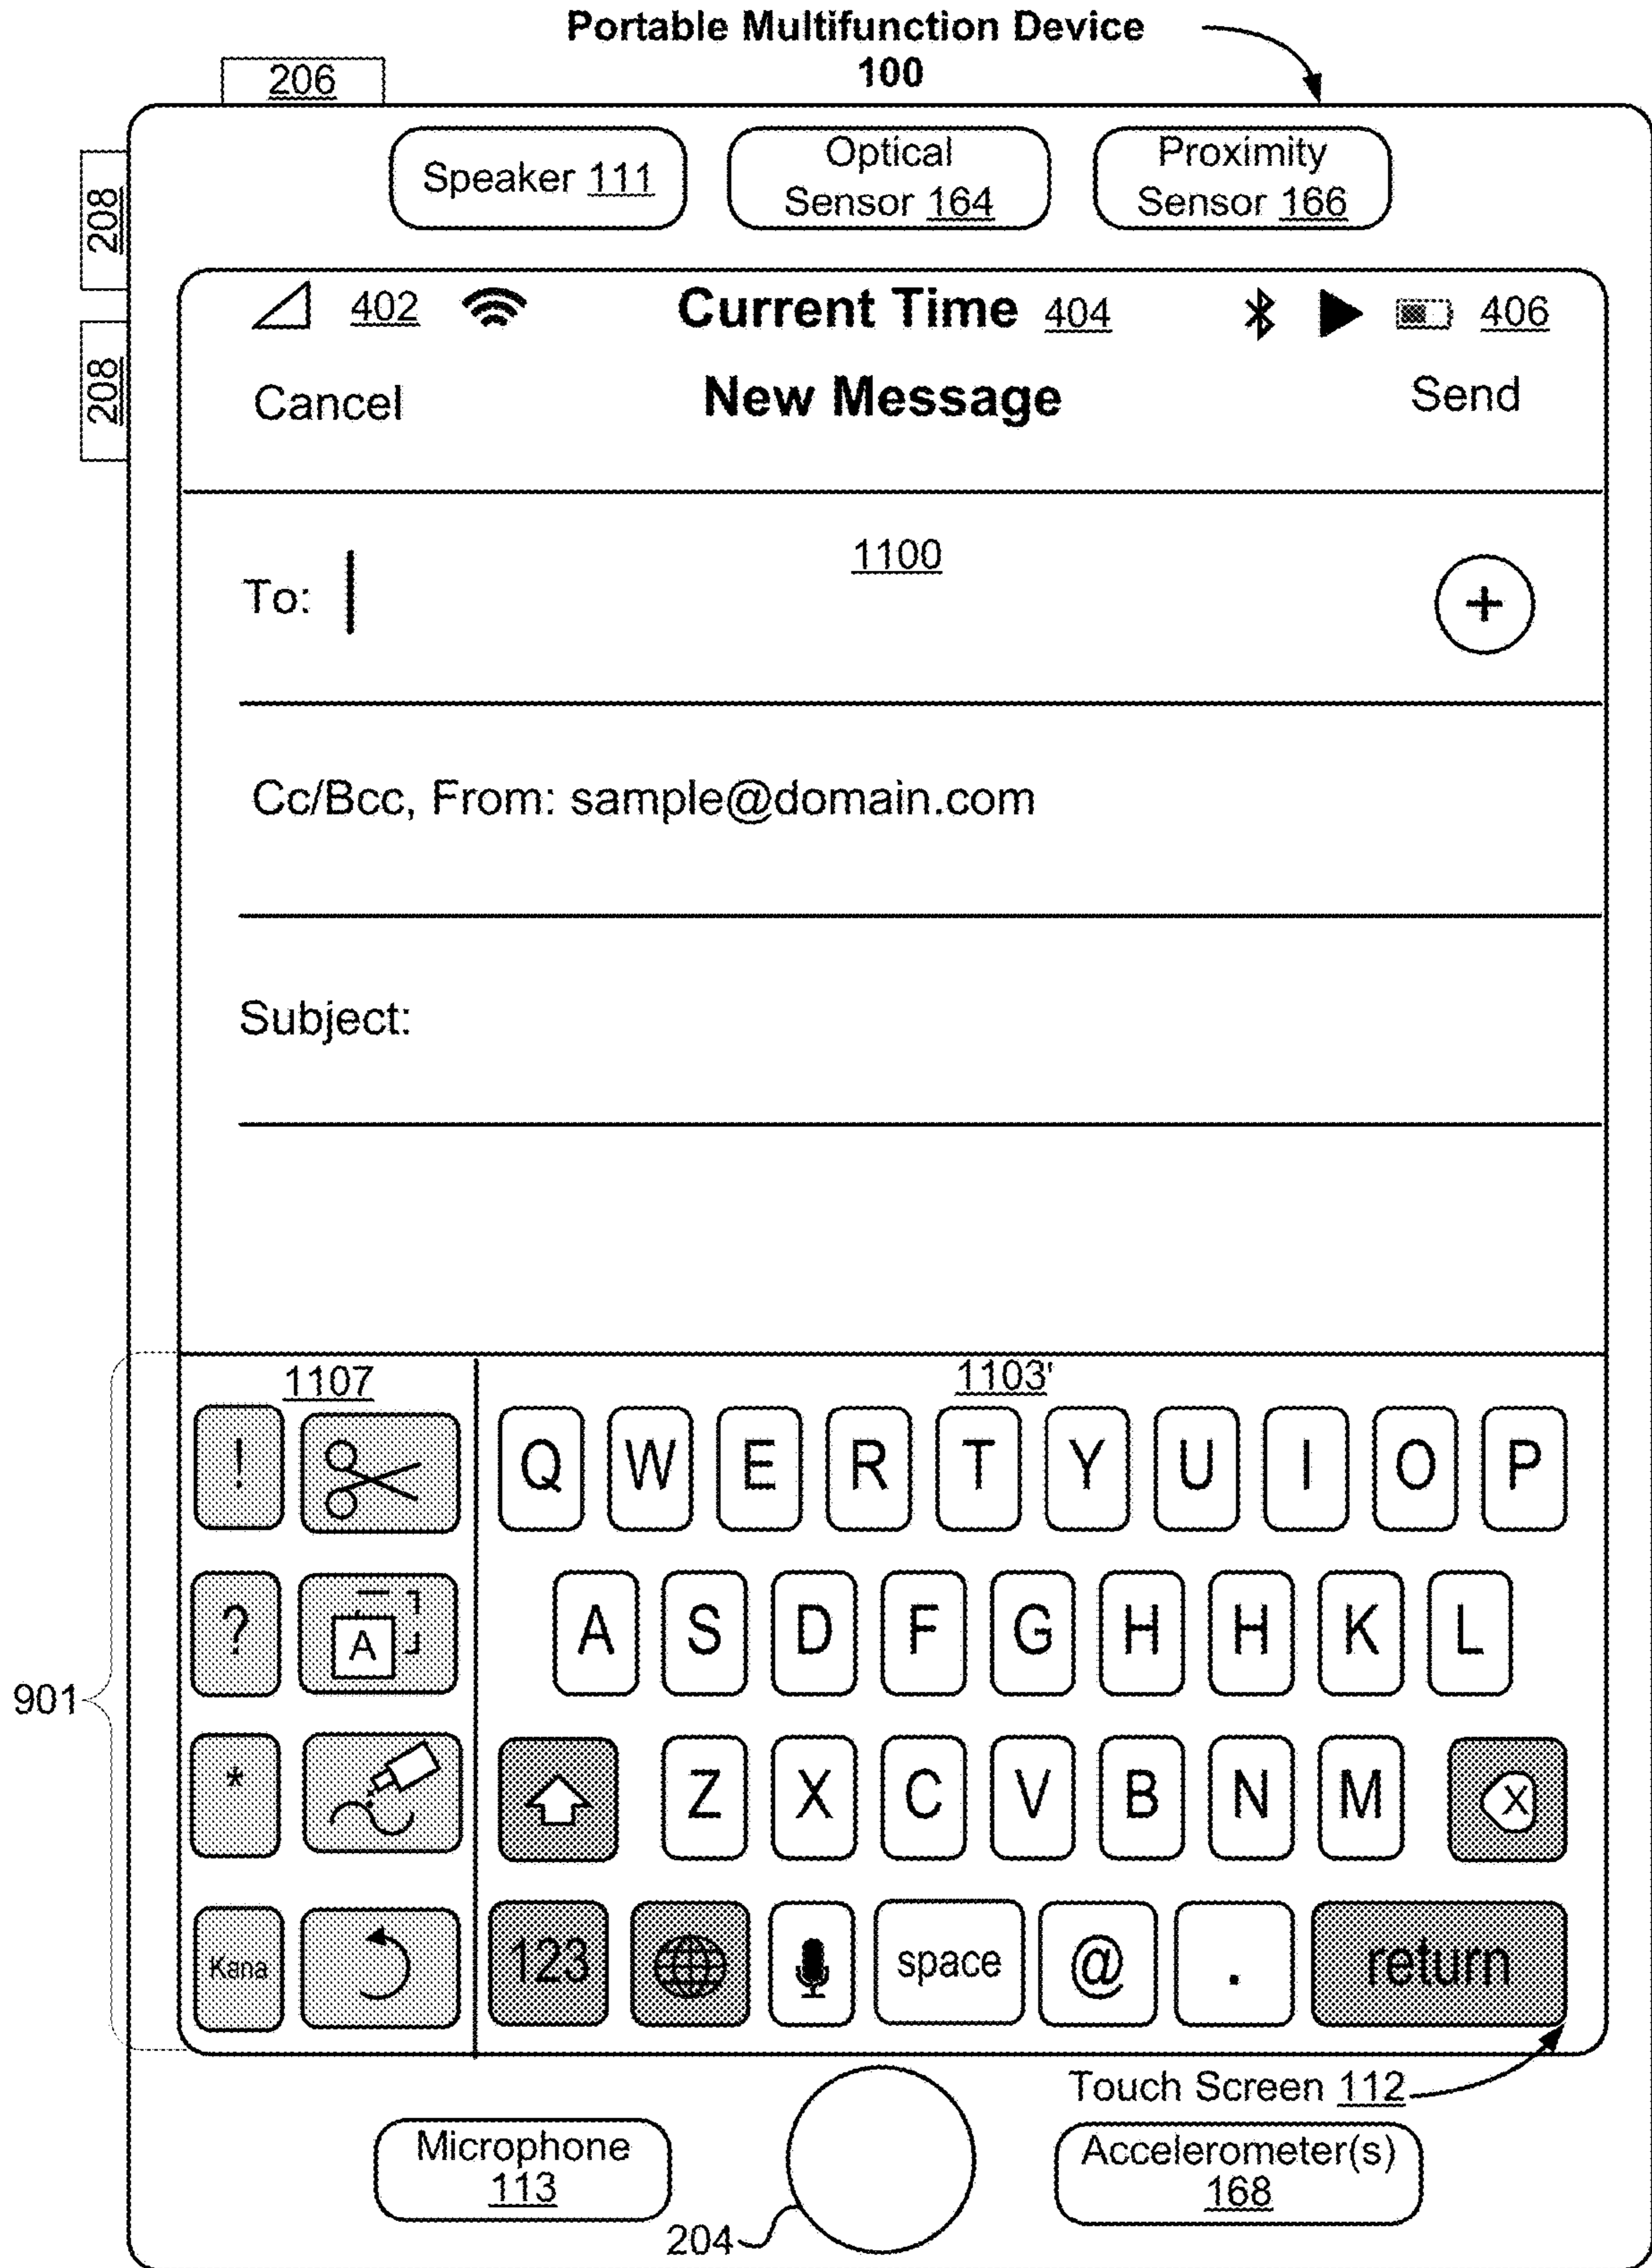 Portable Multifunction Device
100
206
208
208
Speaker 111
Optical
Sensor 164
Proximity
Sensor 166
402 Current Time 404 406
Cancel New Message Send
1100
To:
+
Cc/Bcc, From: sample@domain.com
Subject:
901
1107 1103'
! Q W E R T Y U I O P
? A A S D F G H H K L
* Z X C V B N M X
Kana 123 space @ . return
Touch Screen 112
Microphone
113
204
Accelerometer(s)
168